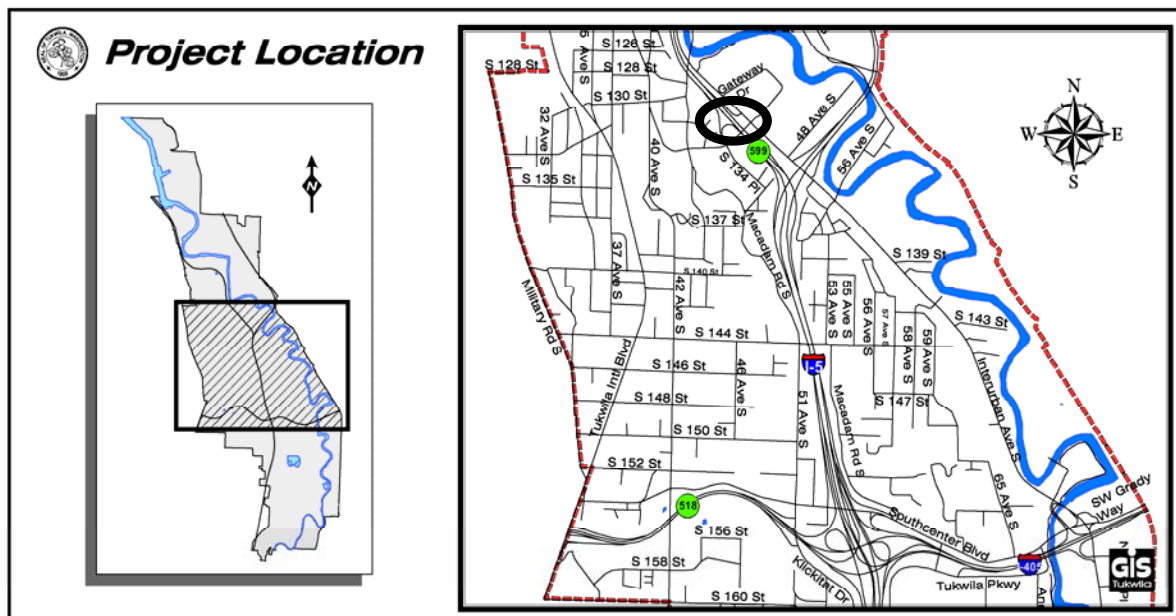 Project Location
N
S 126 St
S 128 St
S 128 St
S 130 St
Gateway
Dr
32 Ave S
40 Ave S
48 Ave S
56 Ave S
599
S 134 Pl
S 135 St
S 137 St
Macadam Rd S
S 139 St
37 Ave S
S 140 St
42 Ave S
Military Rd S
53 Ave S
55 Ave S
56 Ave S
57 Ave S
58 Ave S
59 Ave S
S 143 St
S 144 St
S 146 St
46 Ave S
I-5
S 147 St
S 148 St
Tukwila Intl Blvd
51 Ave S
Macadam Rd S
Interurban Ave S
S 150 St
S 152 St
65 Ave S
518
SW Grady
Way
Southcenter Blvd
S 156 St
S 158 St
Klickitat Dr
Tukwila Pkwy
S 160 St
N
W
E
S
GIS
Tukwila